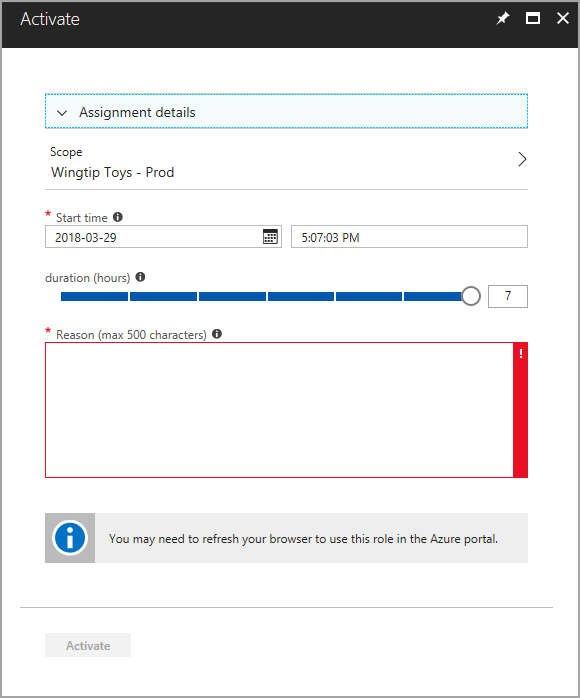 Activate
Assignment details
Scope
Wingtip Toys - Prod
* Start time
2018-03-29 5:07:03 PM
duration (hours)
7
* Reason (max 500 characters)
!
You may need to refresh your browser to use this role in the Azure portal.
Activate